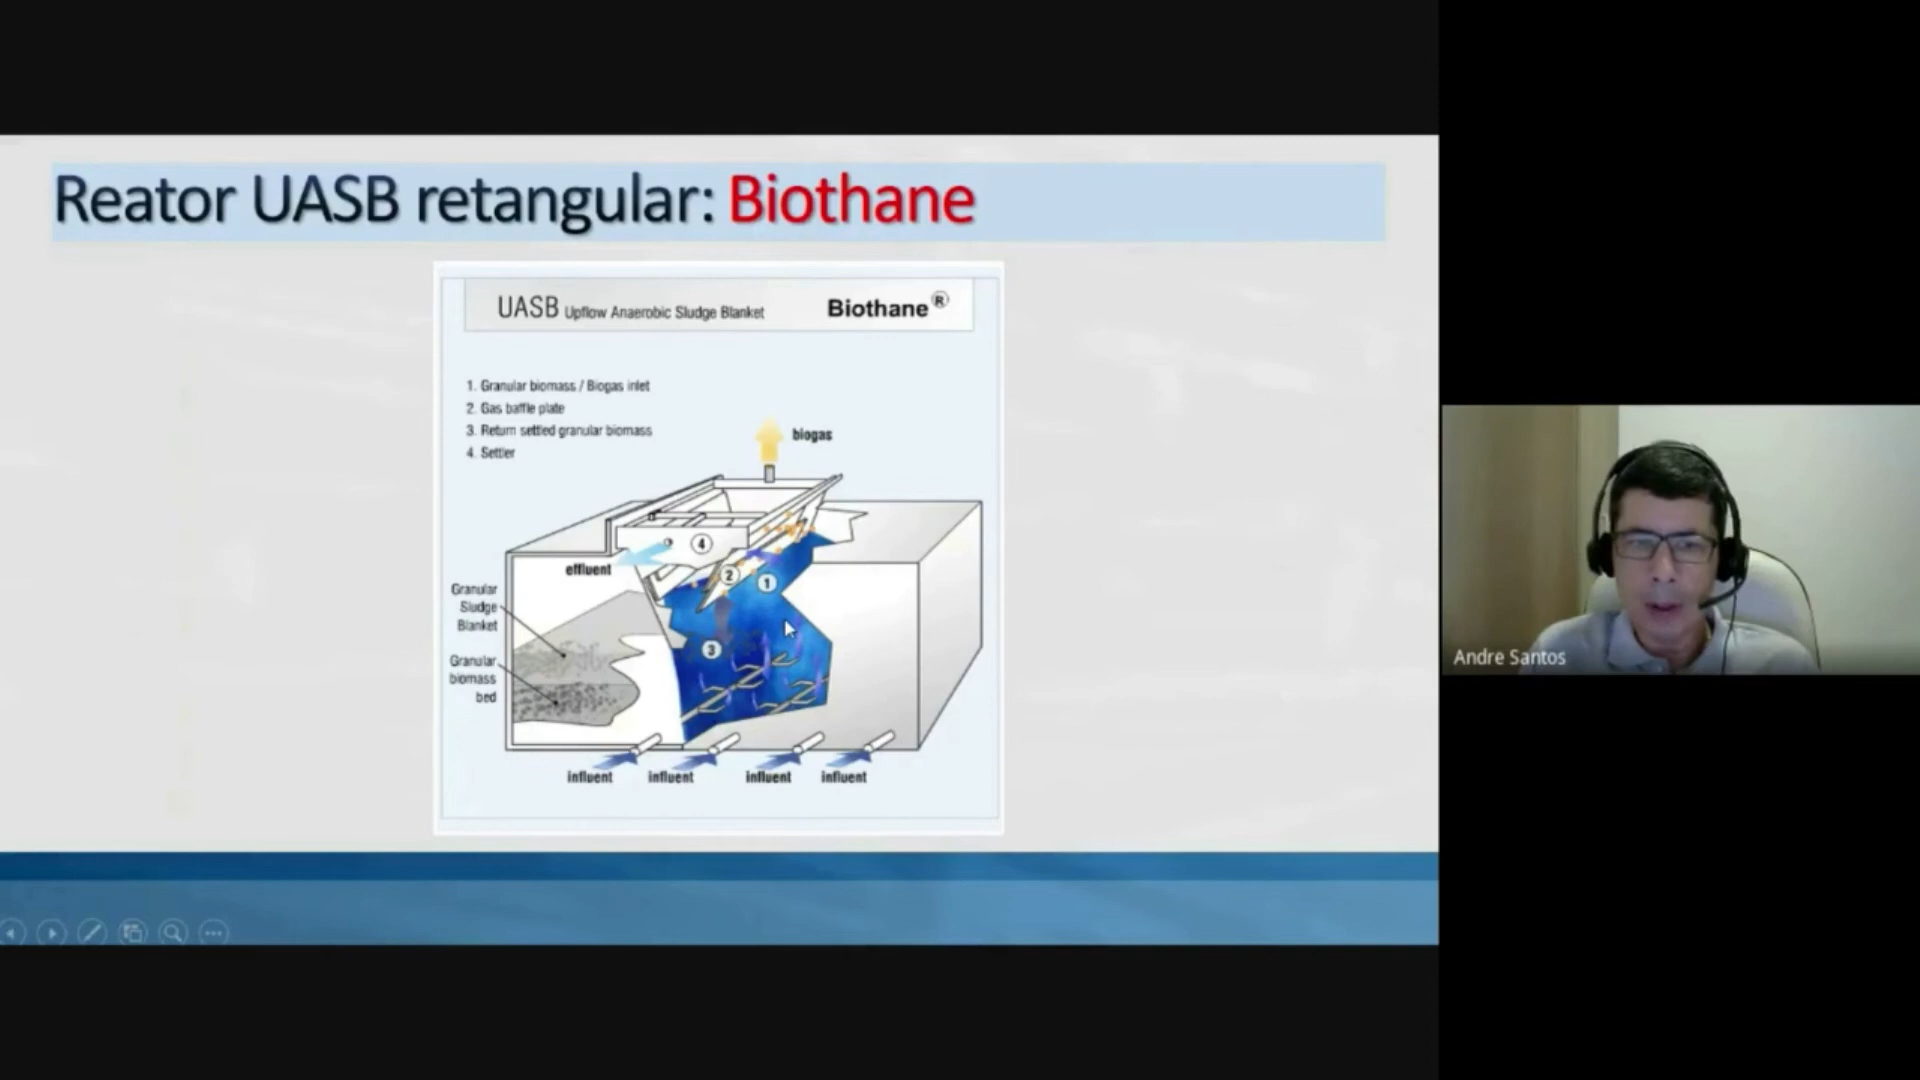 Reator UASB retangular: Biothane
UASB Upflow Anaerobic Sludge Blanket
Biothane®
1. Granular biomass / Biogas inlet
2. Gas baffle plate
3. Return settled granular biomass
4. Settler
biogas
4
effluent
2
1
Granular
Sludge
Blanket
3
Granular
biomass
bed
influent
influent
influent
influent
Andre Santos